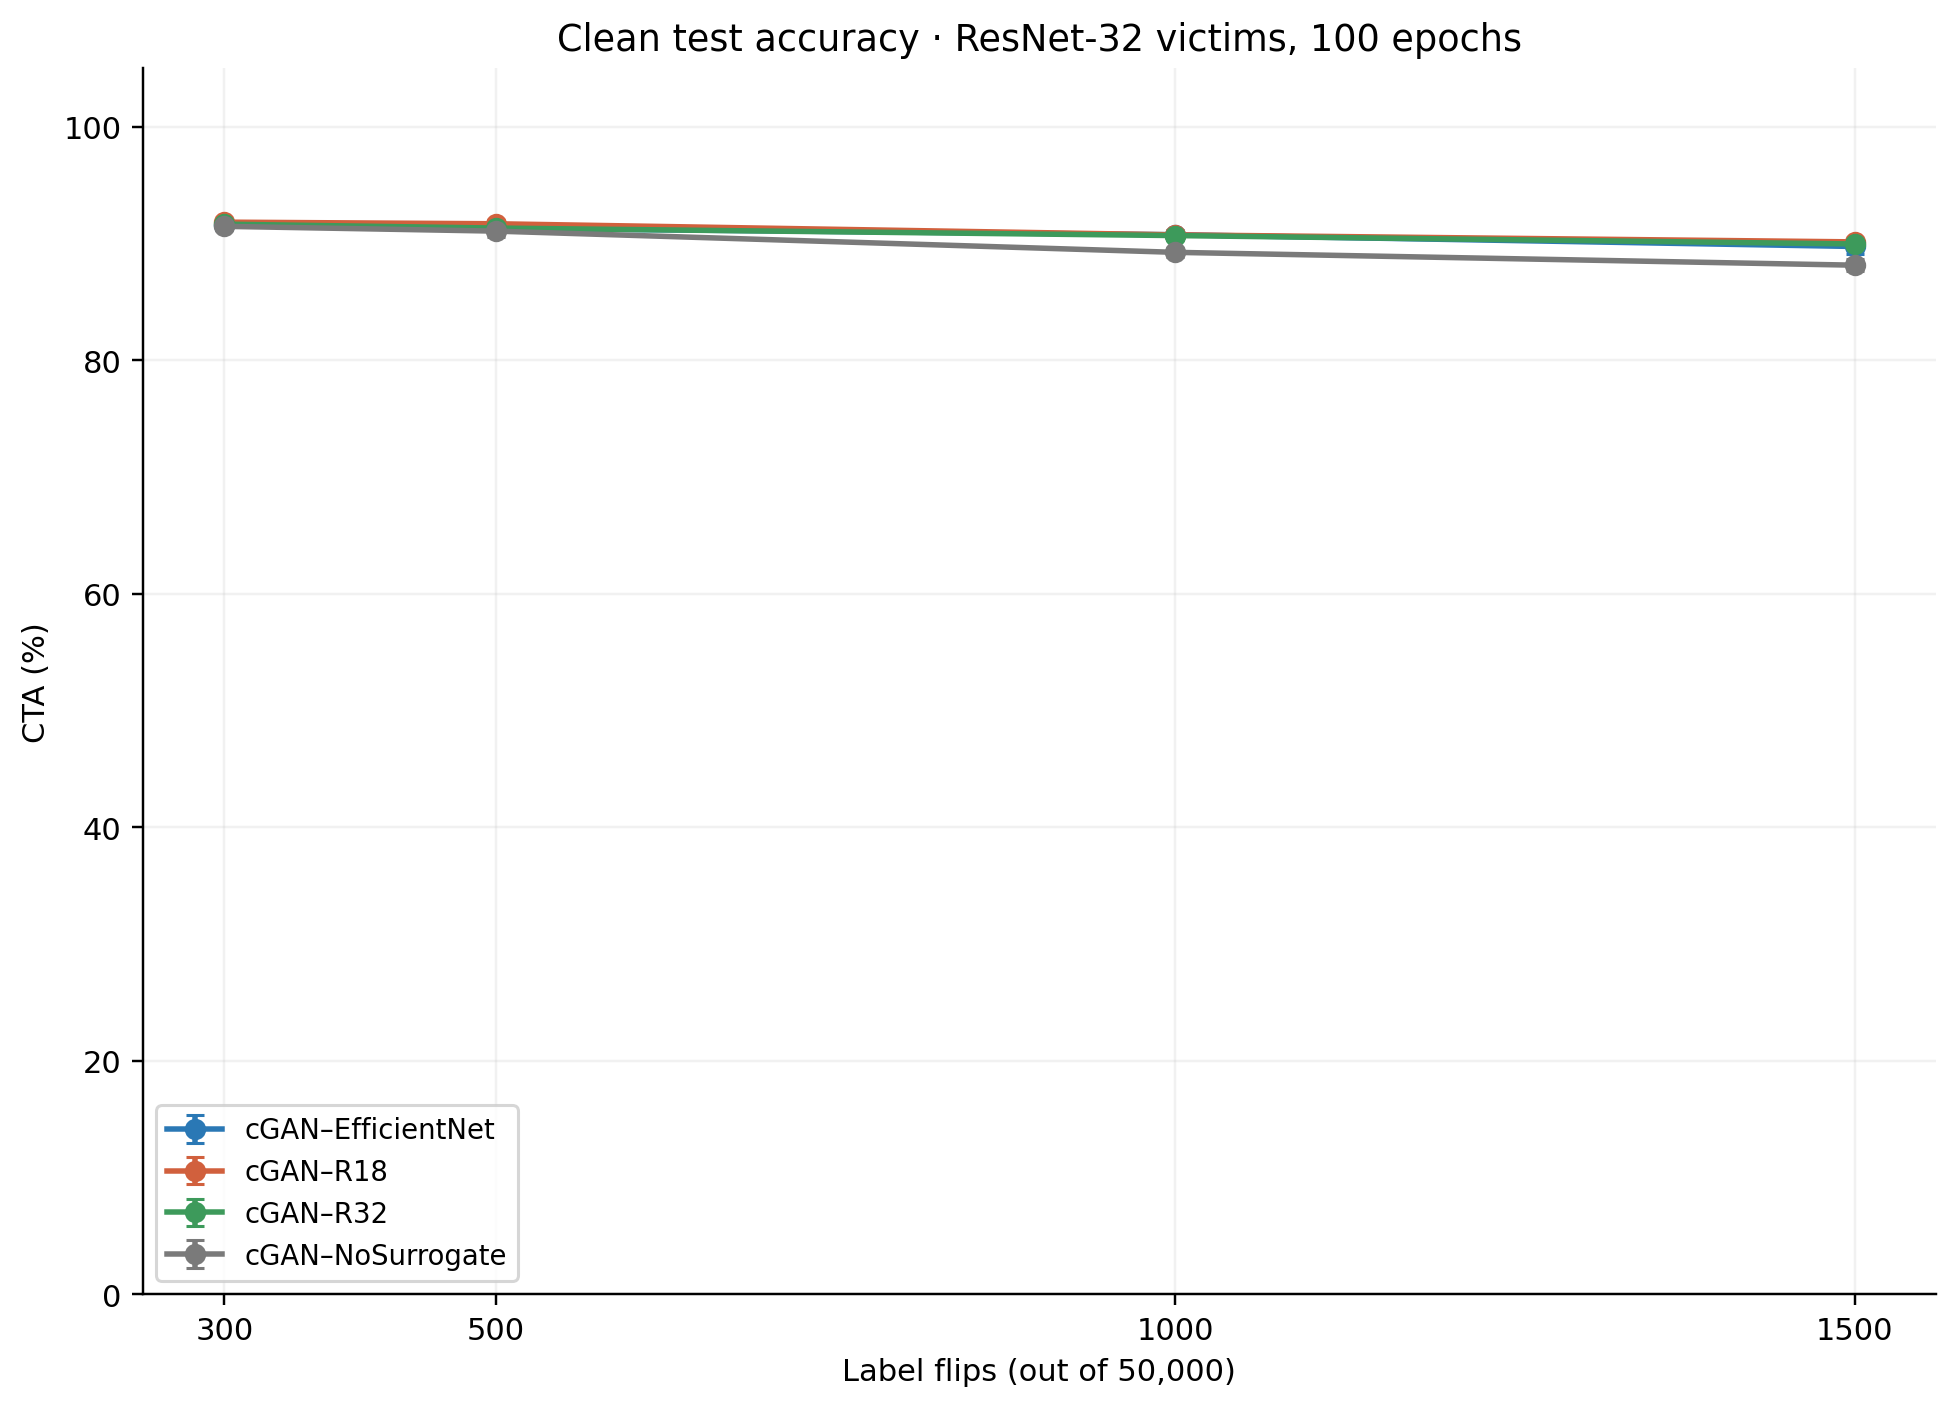 Clean test accuracy · ResNet-32 victims, 100 epochs
100
80
60
40
20
0
CTA (%)
cGAN–EfficientNet
cGAN–R18
cGAN–R32
cGAN–NoSurrogate
300
500
1000
1500
Label flips (out of 50,000)